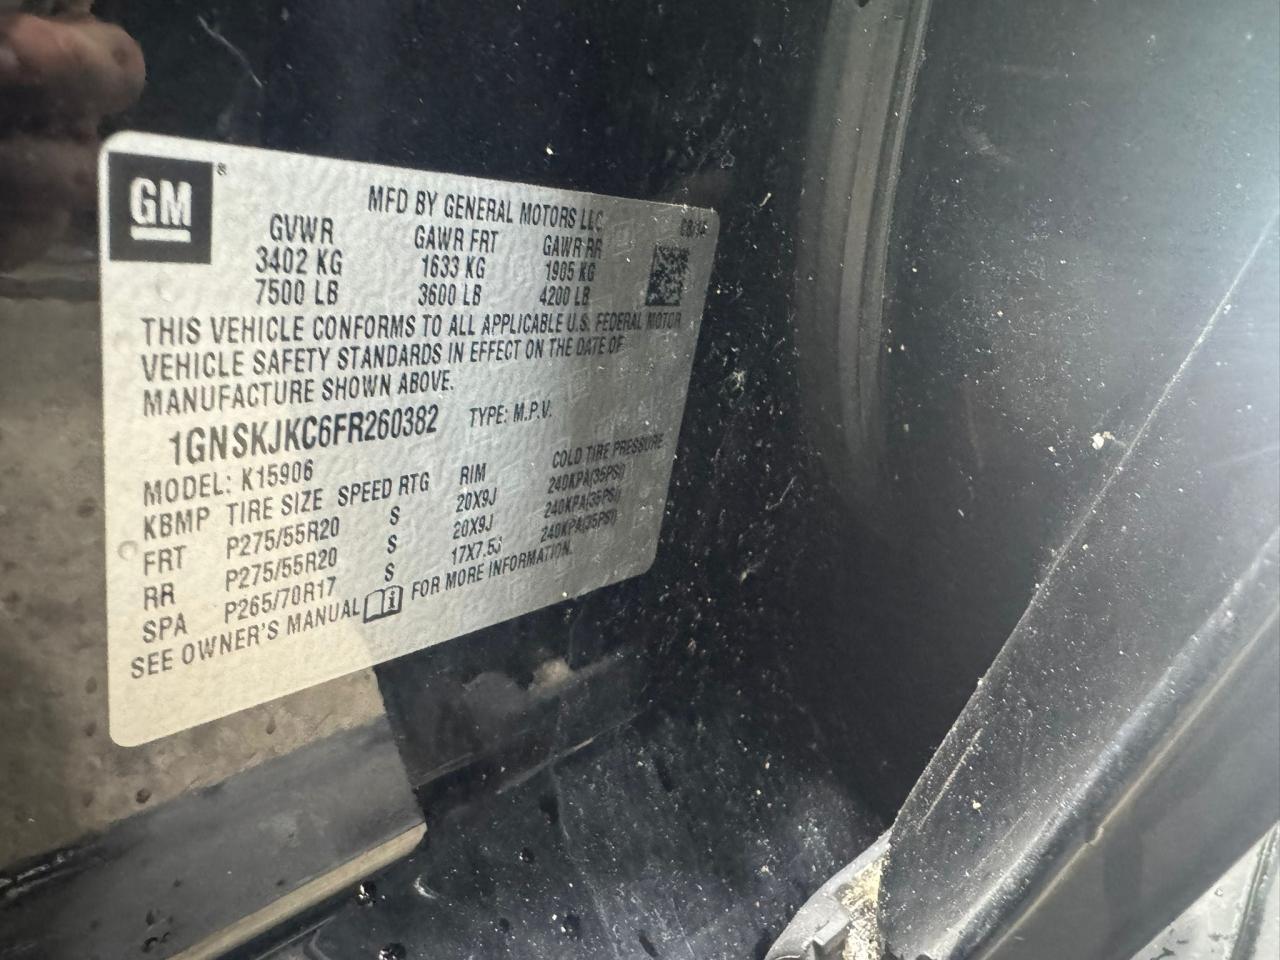 GM ®
MFD BY GENERAL MOTORS LLC
GVWR GAWR FRT GAWR RR
3402 KG 1633 KG 1905 KG
7500 LB 3600 LB 4200 LB
THIS VEHICLE CONFORMS TO ALL APPLICABLE U.S. FEDERAL MOTOR
VEHICLE SAFETY STANDARDS IN EFFECT ON THE DATE OF
MANUFACTURE SHOWN ABOVE.
1GNSKJKC6FR260382 TYPE: M.P.V.
MODEL: K15906
KBMP TIRE SIZE SPEED RTG RIM COLD TIRE PRESSURE
FRT P275/55R20 S 20X9J 240KPA(35PSI)
RR P275/55R20 S 20X9J 240KPA(35PSI)
SPA P265/70R17 S 17X7.5J 240KPA(35PSI)
SEE OWNER'S MANUAL FOR MORE INFORMATION.